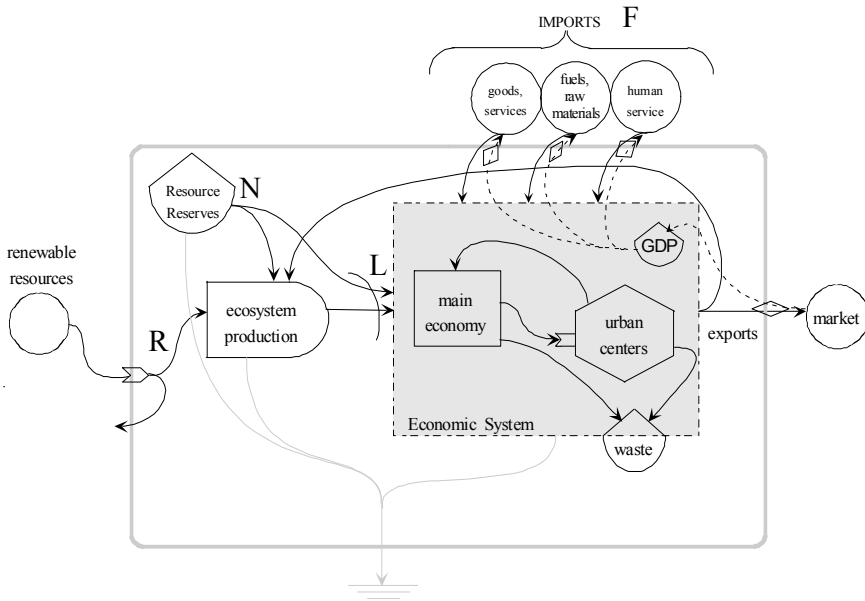 IMPORTS F
goods,
services
fuels,
raw
materials
human
service
Resource
Reserves
N
renewable
resources
R
ecosystem
production
L
GDP
main
economy
urban
centers
exports
market
Economic System
waste